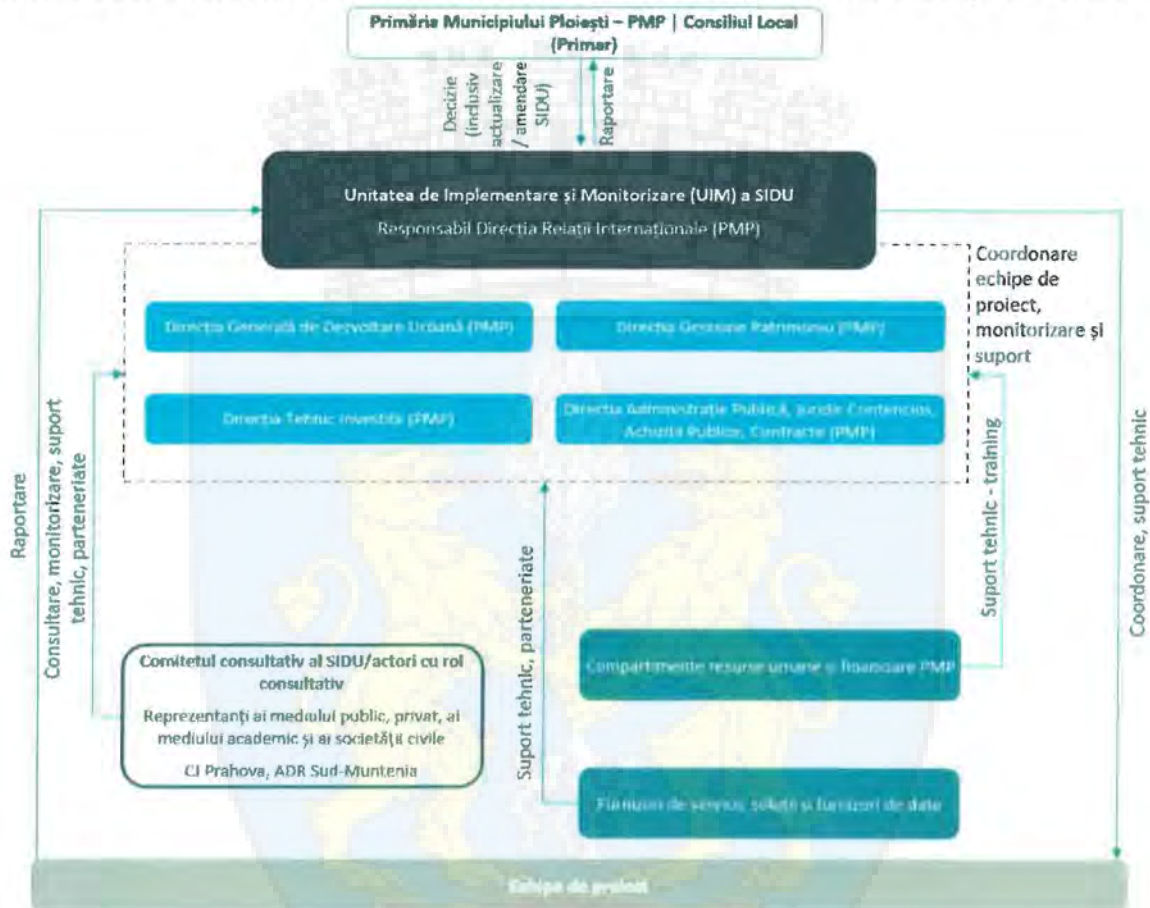 Primăria Municipiului Ploiești – PMP | Consiliul Local
(Primar)
Decizie
(inclusiv
actualizare
/ amendare
SIDU)
Raportare
Unitatea de Implementare și Monitorizare (UIM) a SIDU
Responsabil Direcția Relații Internaționale (PMP)
Coordonare
echipe de
proiect,
monitorizare și
suport
Direcția Generală de Dezvoltare Urbană (PMP)
Direcția Gestiune Patrimoniu (PMP)
Direcția Tehnic Investiții (PMP)
Direcția Administrație Publică, Juridic Contencios,
Achiziții Publice, Contracte (PMP)
Raportare
Consultare, monitorizare, suport
tehnic, parteneriate
Suport tehnic, parteneriate
Suport tehnic - training
Coordonare, suport tehnic
Comitetul consultativ al SIDU/actori cu rol
consultativ
Reprezentanți ai mediului public, privat, ai
mediului academic și ai societății civile
CJ Prahova, ADR Sud-Muntenia
Compartimente resurse umane și financiare PMP
Furnizori de servicii, soluții și furnizori de date
Echipe de proiect